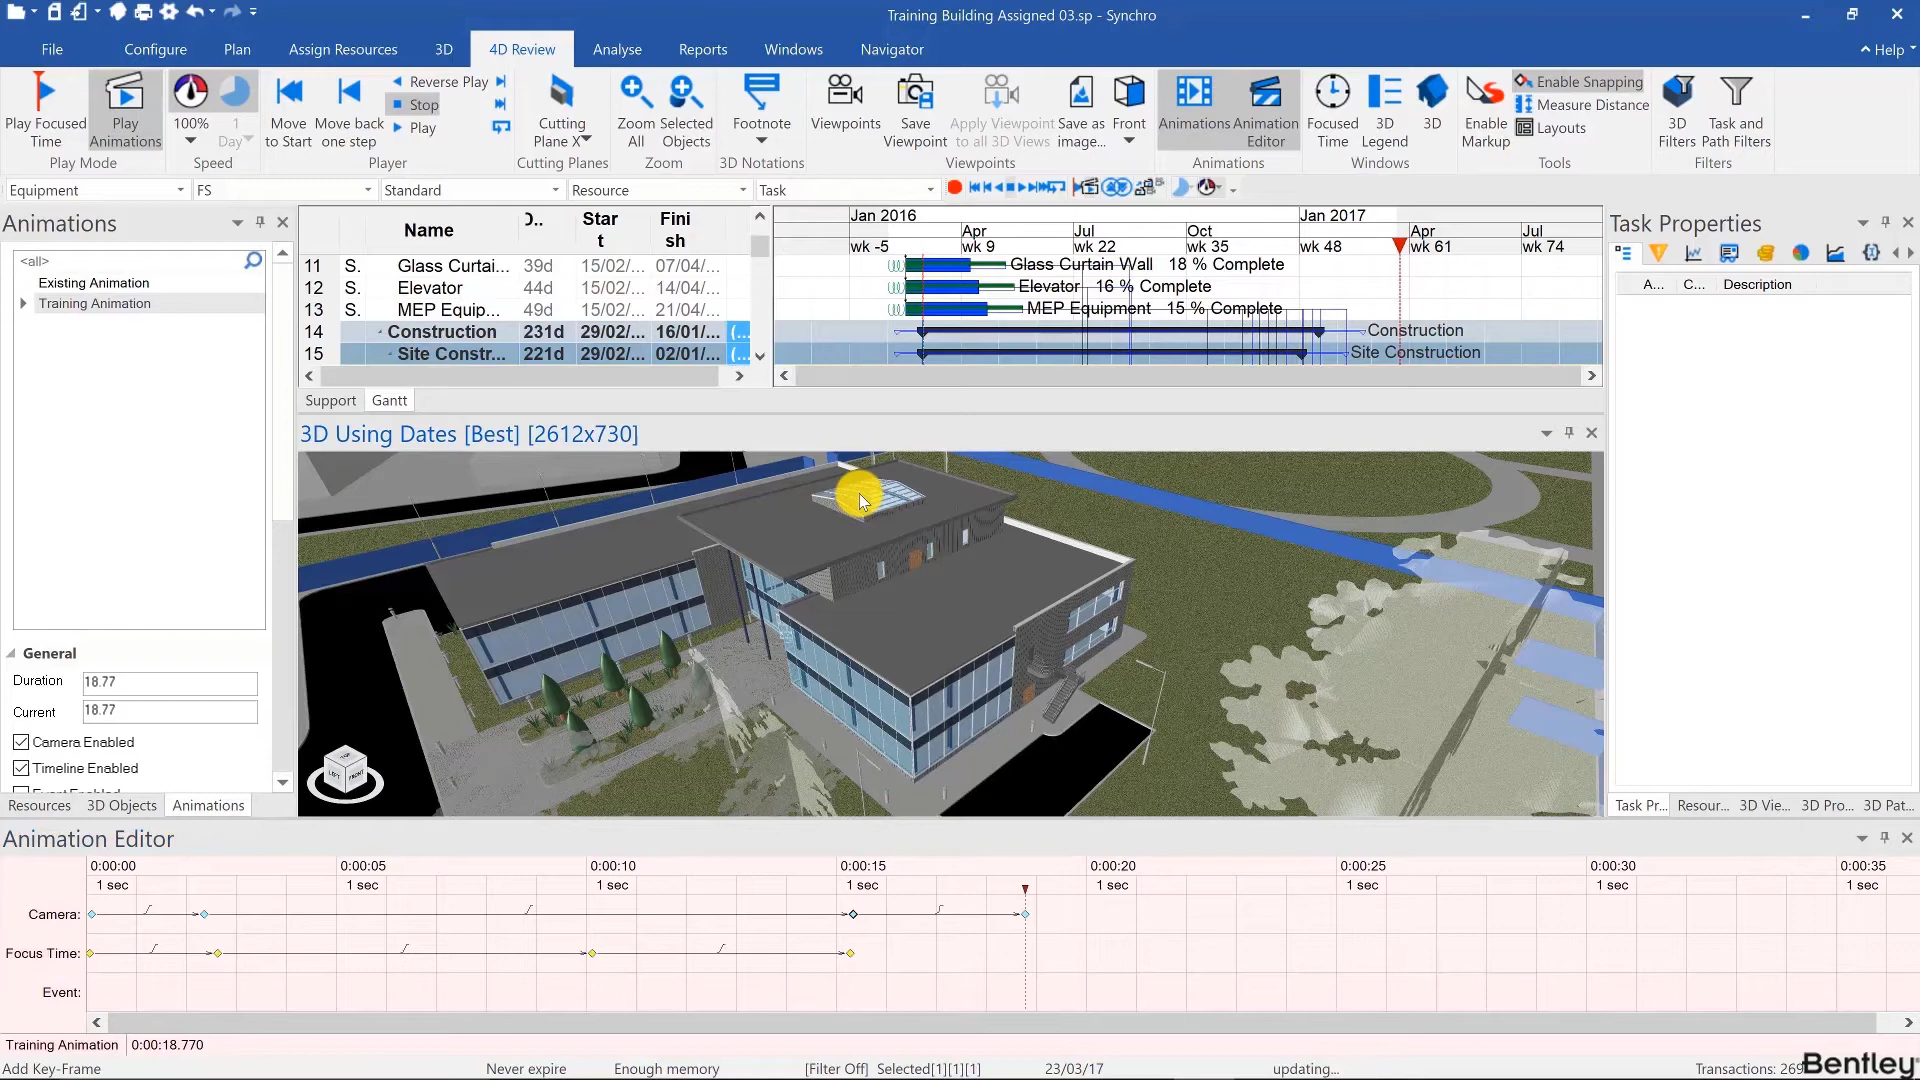 Training Building Assigned 03.sp - Synchro
File Configure Plan Assign Resources 3D 4D Review Analyse Reports Windows Navigator Help
Play Focused Time
Play Animations
Play Mode
100%
1 Day
Speed
Move to Start
Move back one step
Reverse Play
Stop
Play
Player
Cutting Plane X
Cutting Planes
Zoom All
Selected Objects
Zoom
Footnote
3D Notations
Viewpoints
Save Viewpoint
Apply Viewpoint to all 3D Views
Save as image...
Front
Viewpoints
Animations
Animation Editor
Animations
Focused Time
3D Legend
3D
Windows
Enable Markup
Enable Snapping
Measure Distance
Layouts
Tools
3D Filters
Task and Path Filters
Filters
Equipment FS Standard Resource Task
Animations
<all>
Existing Animation
Training Animation
General
Duration 18.77
Current 18.77
Camera Enabled
Timeline Enabled
Resources 3D Objects Animations
Name Start Finish
11 S. Glass Curtai... 39d 15/02/... 07/04/...
12 S. Elevator 44d 15/02/... 14/04/...
13 S. MEP Equip... 49d 15/02/... 21/04/...
14 Construction 231d 29/02/... 16/01/... (...
15 Site Constr... 221d 29/02/... 02/01/... (...
Support Gantt
Jan 2016 Jan 2017
Apr Jul Oct Apr Jul
wk -5 wk 9 wk 22 wk 35 wk 48 wk 61 wk 74
Glass Curtain Wall 18 % Complete
Elevator 16 % Complete
MEP Equipment 15 % Complete
Construction
Site Construction
3D Using Dates [Best] [2612x730]
TOP
LEFT FRONT
Task Properties
A... C... Description
Task Pr... Resour... 3D Vie... 3D Pro... 3D Pat...
Animation Editor
0:00:00 0:00:05 0:00:10 0:00:15 0:00:20 0:00:25 0:00:30 0:00:35
1 sec 1 sec 1 sec 1 sec 1 sec 1 sec 1 sec 1 sec
Camera:
Focus Time:
Event:
Training Animation 0:00:18.770
Add Key-Frame Never expire Enough memory [Filter Off] Selected[1][1][1] 23/03/17 updating... Transactions: 269
Bentley